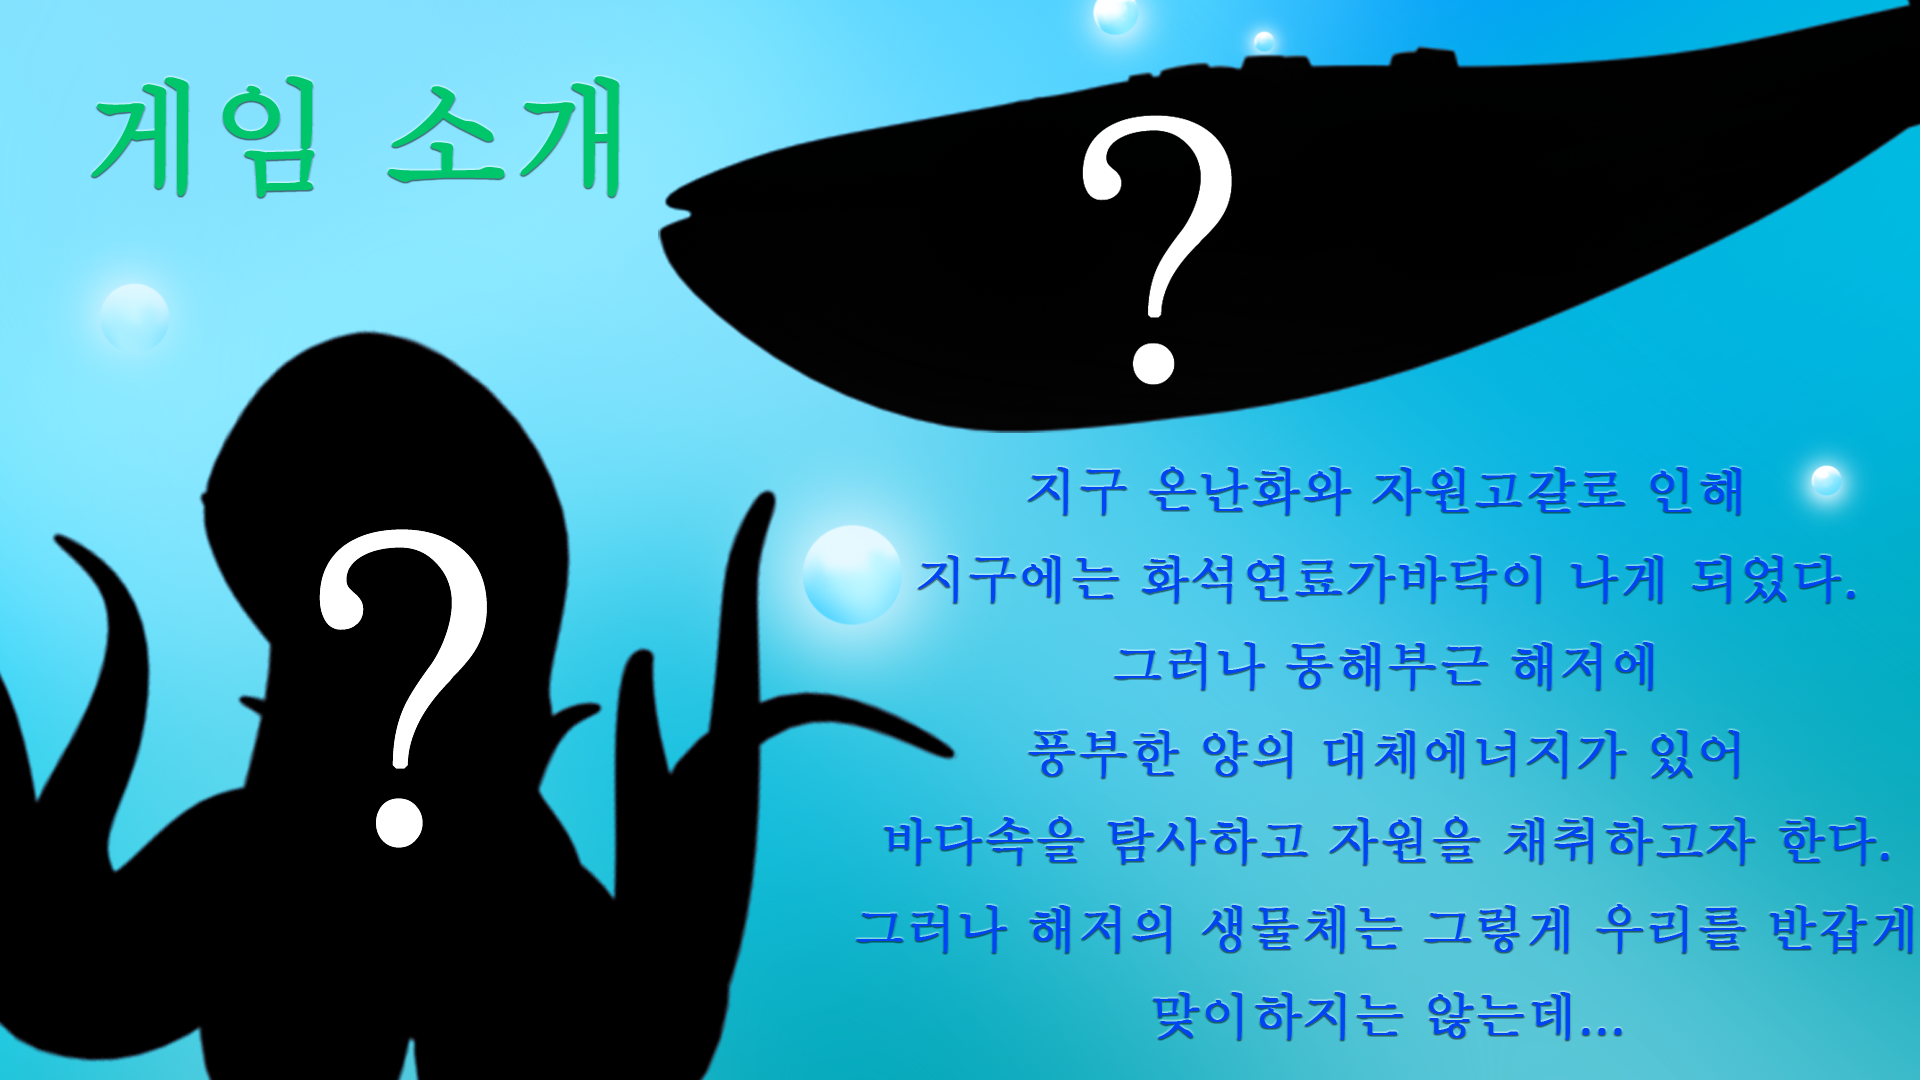 게임 소개
?
?
지구 온난화와 자원고갈로 인해
지구에는 화석연료가바닥이 나게 되었다.
그러나 동해부근 해저에
풍부한 양의 대체에너지가 있어
바다속을 탐사하고 자원을 채취하고자 한다.
그러나 해저의 생물체는 그렇게 우리를 반갑게
맞이하지는 않는데...